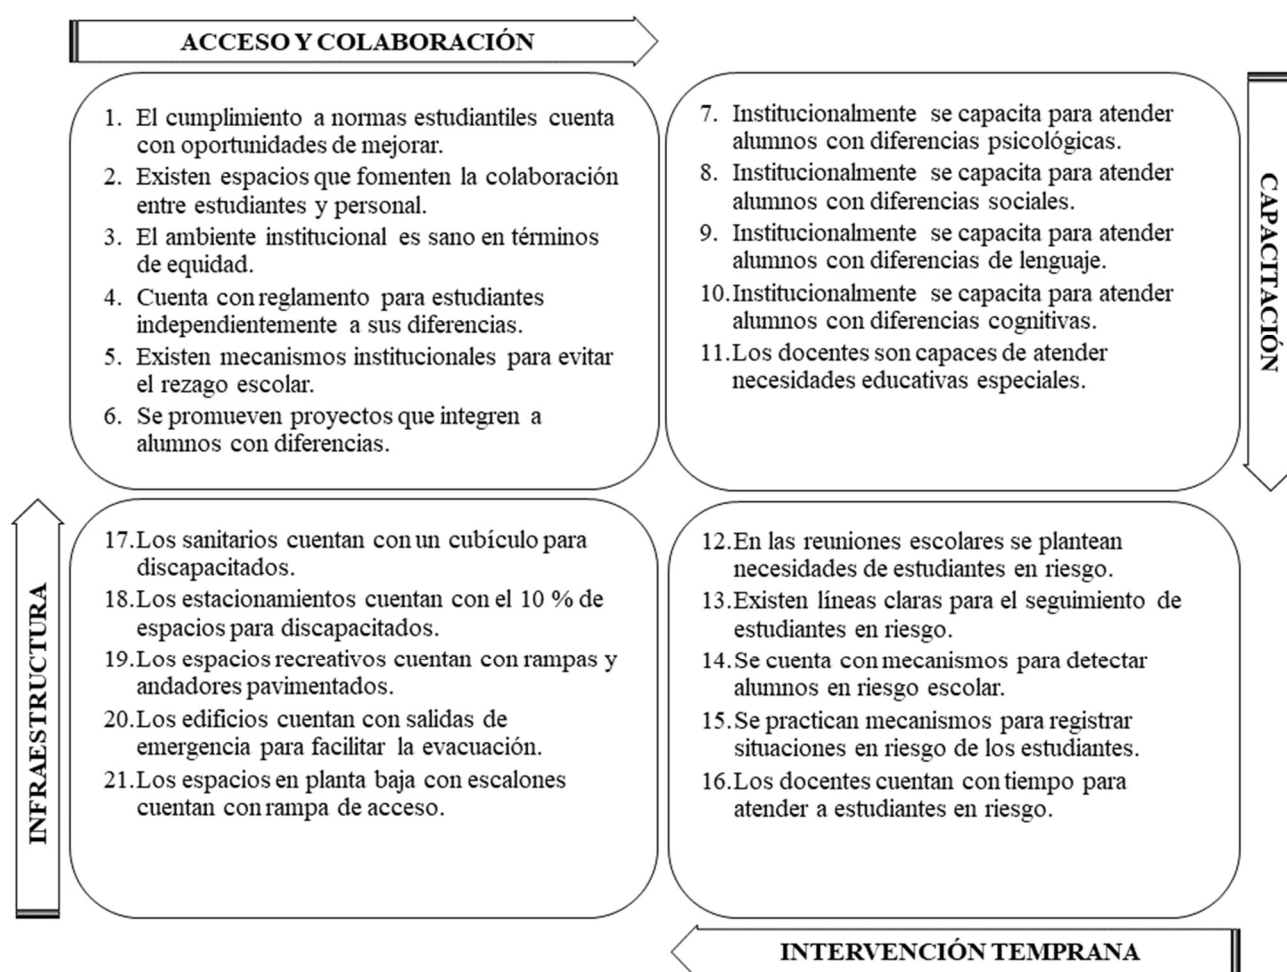 ACCESO Y COLABORACIÓN
1. El cumplimiento a normas estudiantiles cuenta
con oportunidades de mejorar.
2. Existen espacios que fomenten la colaboración
entre estudiantes y personal.
3. El ambiente institucional es sano en términos
de equidad.
4. Cuenta con reglamento para estudiantes
independientemente a sus diferencias.
5. Existen mecanismos institucionales para evitar
el rezago escolar.
6. Se promueven proyectos que integren a
alumnos con diferencias.
7. Institucionalmente se capacita para atender
alumnos con diferencias psicológicas.
8. Institucionalmente se capacita para atender
alumnos con diferencias sociales.
9. Institucionalmente se capacita para atender
alumnos con diferencias de lenguaje.
10.Institucionalmente se capacita para atender
alumnos con diferencias cognitivas.
11.Los docentes son capaces de atender
necesidades educativas especiales.
CAPACITACIÓN
12.En las reuniones escolares se plantean
necesidades de estudiantes en riesgo.
13.Existen líneas claras para el seguimiento de
estudiantes en riesgo.
14.Se cuenta con mecanismos para detectar
alumnos en riesgo escolar.
15.Se practican mecanismos para registrar
situaciones en riesgo de los estudiantes.
16.Los docentes cuentan con tiempo para
atender a estudiantes en riesgo.
INTERVENCIÓN TEMPRANA
17.Los sanitarios cuentan con un cubículo para
discapacitados.
18.Los estacionamientos cuentan con el 10 % de
espacios para discapacitados.
19.Los espacios recreativos cuentan con rampas y
andadores pavimentados.
20.Los edificios cuentan con salidas de
emergencia para facilitar la evacuación.
21.Los espacios en planta baja con escalones
cuentan con rampa de acceso.
INFRAESTRUCTURA